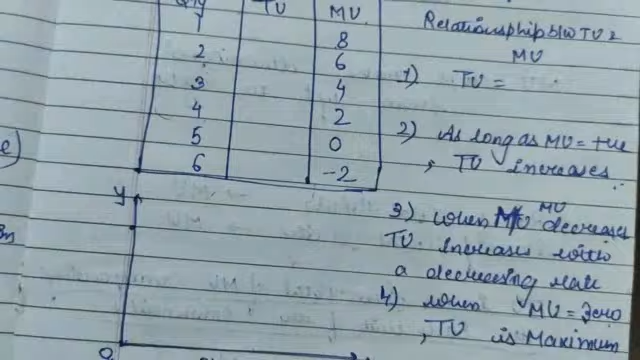 Qty TU MU.
1 8
2 6
3 4
4 2
5 0
6 -2
Relationship b/w TU &
MU
1) TU =
2) As long as MU = +ve
, TU increases
3) when MU decreases
TU increases with
a decreasing rate
4) when MU = Zero
, TU is Maximum
e)
y
0